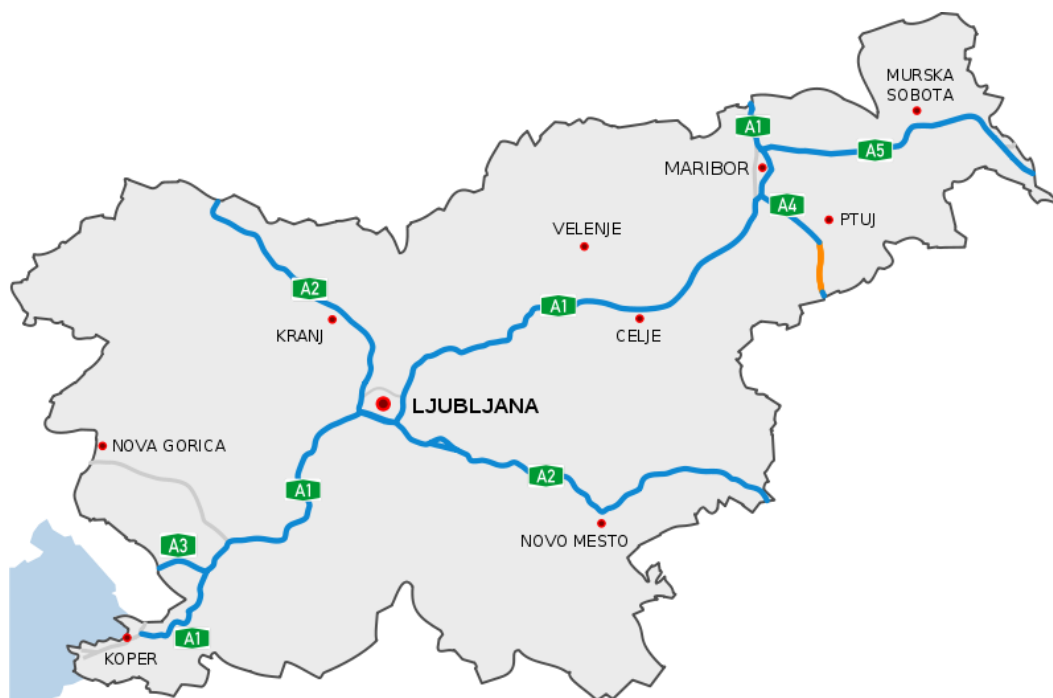 MURSKA
SOBOTA
A1
A5
MARIBOR
A4
PTUJ
VELENJE
A2
A1
KRANJ
CELJE
LJUBLJANA
NOVA GORICA
A2
A1
NOVO MESTO
A3
A1
KOPER